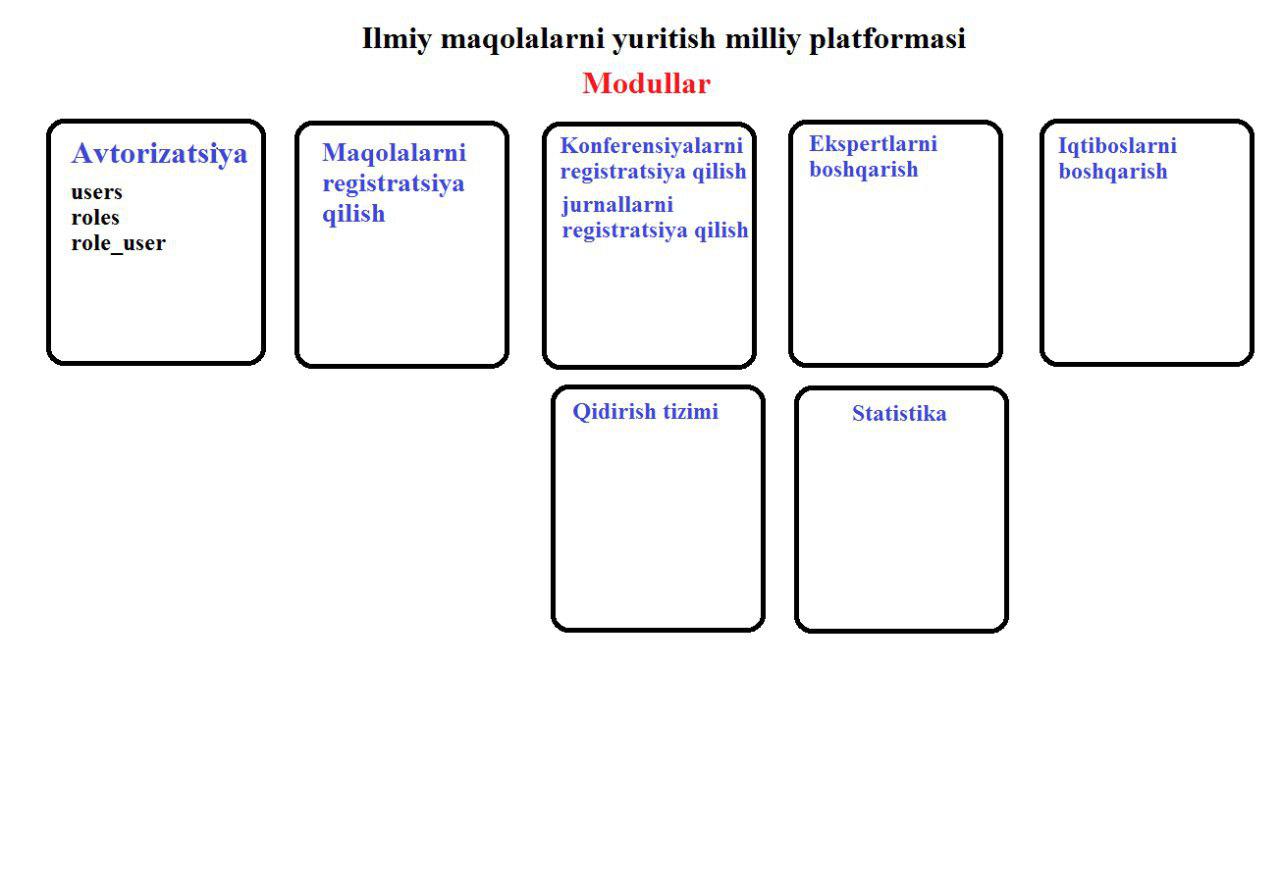 Ilmiy maqolalarni yuritish milliy platformasi
Modullar
Avtorizatsiya
users
roles
role_user
Maqolalarni
registratsiya
qilish
Konferensiyalarni
registratsiya qilish
jurnallarni
registratsiya qilish
Ekspertlarni
boshqarish
Iqtiboslarni
boshqarish
Qidirish tizimi
Statistika